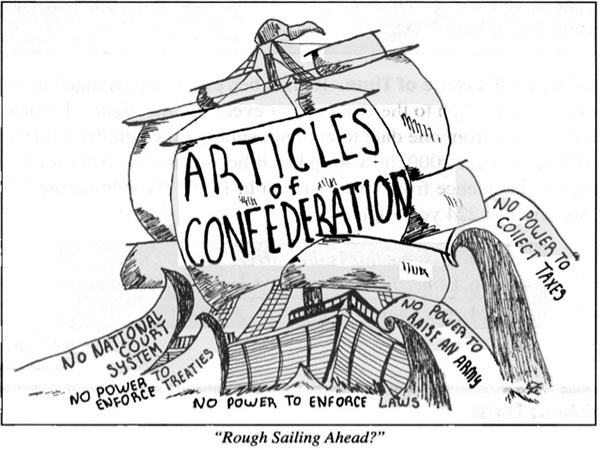 ARTICLES
of
CONFEDERATION
NO POWER TO
COLLECT TAXES
NO POWER TO
RAISE AN ARMY
NO NATIONAL
COURT
SYSTEM
NO POWER TO
ENFORCE TREATIES
NO POWER TO ENFORCE LAWS
"Rough Sailing Ahead?"